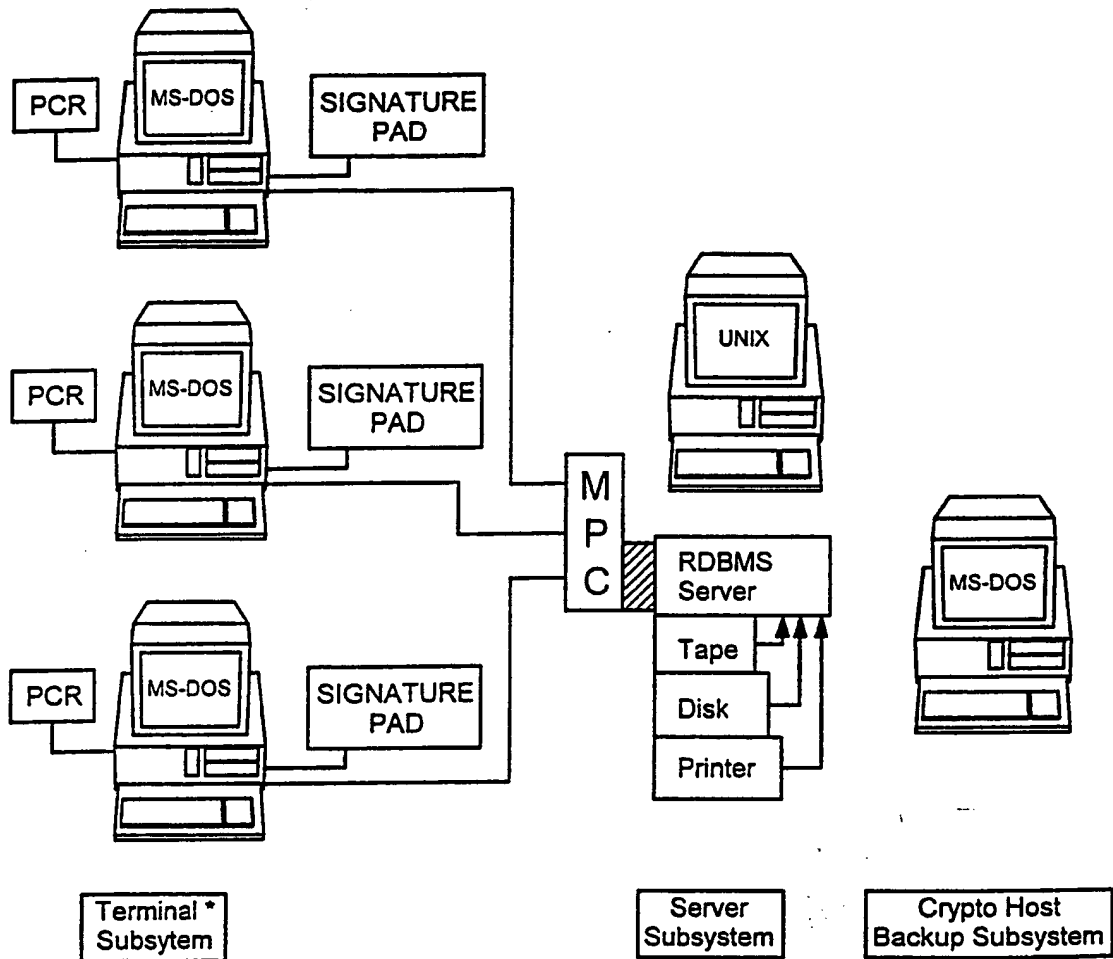 PCR
MS-DOS
SIGNATURE
PAD
PCR
MS-DOS
SIGNATURE
PAD
PCR
MS-DOS
SIGNATURE
PAD
M
P
C
UNIX
RDBMS
Server
Tape
Disk
Printer
MS-DOS
Terminal *
Subsytem
Server
Subsystem
Crypto Host
Backup Subsystem